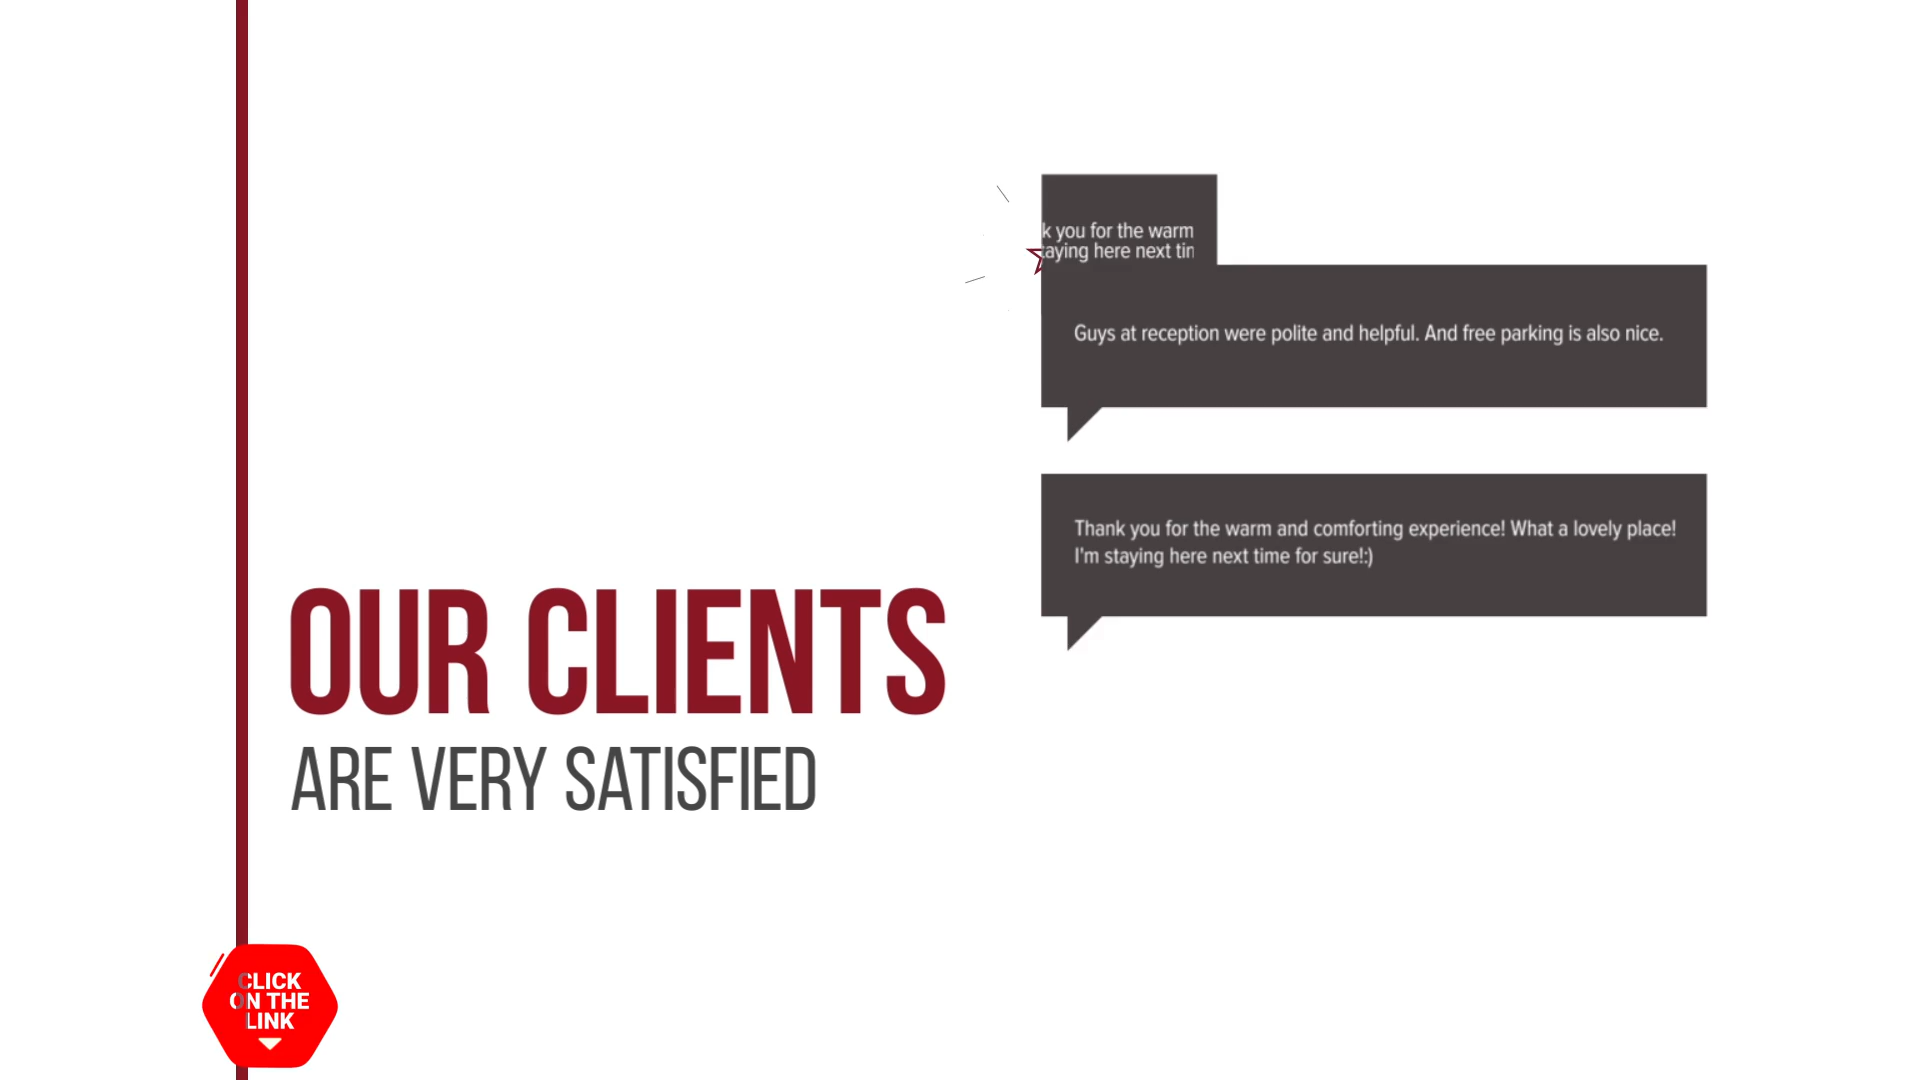 k you for the warm
taying here next tin
Guys at reception were polite and helpful. And free parking is also nice.
Thank you for the warm and comforting experience! What a lovely place!
I'm staying here next time for sure!:)
OUR CLIENTS
ARE VERY SATISFIED
CLICK
ON THE
LINK